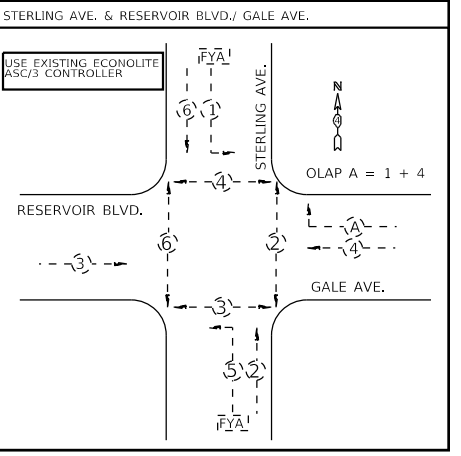 STERLING AVE. & RESERVOIR BLVD./ GALE AVE.
USE EXISTING ECONOLITE
ASC/3 CONTROLLER
FYA
STERLING AVE.
N
4
6 1
OLAP A = 1 + 4
4
RESERVOIR BLVD.
A
6 2 4
3
GALE AVE.
3
5 2
FYA